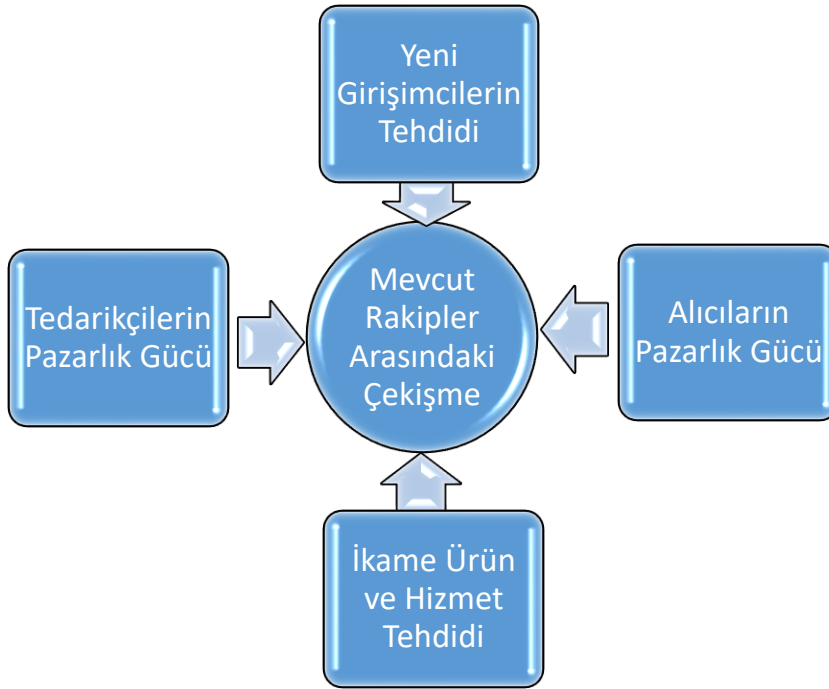 Yeni
Girişimcilerin
Tehdidi
Tedarikçilerin
Pazarlık Gücü
Mevcut
Rakipler
Arasındaki
Çekişme
Alıcıların
Pazarlık Gücü
İkame Ürün
ve Hizmet
Tehdidi